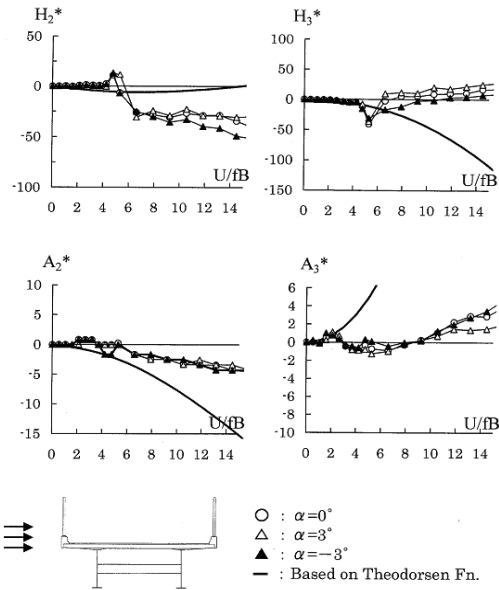 H2* H3*
50
0
-50
-100
U/fB
0 2 4 6 8 10 12 14
50
0
-50
-100
-150
U/fB
0 2 4 6 8 10 12 14
A2* A3*
10
5
0
-5
-10
-15
U/fB
0 2 4 6 8 10 12 14
6
4
2
0
-2
-4
-6
-8
-10
U/fB
0 2 4 6 8 10 12 14
○ : α=0°
△ : α=3°
▲ : α=−3°
— : Based on Theodorsen Fn.